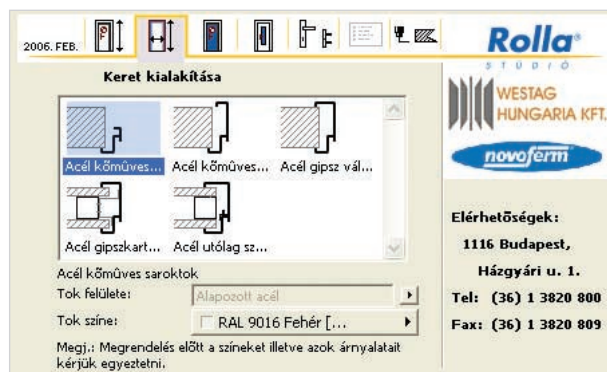 2006. FEB.
Rolla®
STÚDIÓ
Keret kialakítása
WESTAG
HUNGARIA KFT.
novoferm
Acél kőműves...
Acél kőműves...
Acél gipsz vál...
Acél gipszkart...
Acél utólag sz...
Acél kőműves saroktok
Tok felülete:
Alapozott acél
Tok színe:
RAL 9016 Fehér [...
Megj.: Megrendelés előtt a színeket illetve azok árnyalatait
kérjük egyeztetni.
Elérhetőségek:
1116 Budapest,
Házgyári u. 1.
Tel: (36) 1 3820 800
Fax: (36) 1 3820 809